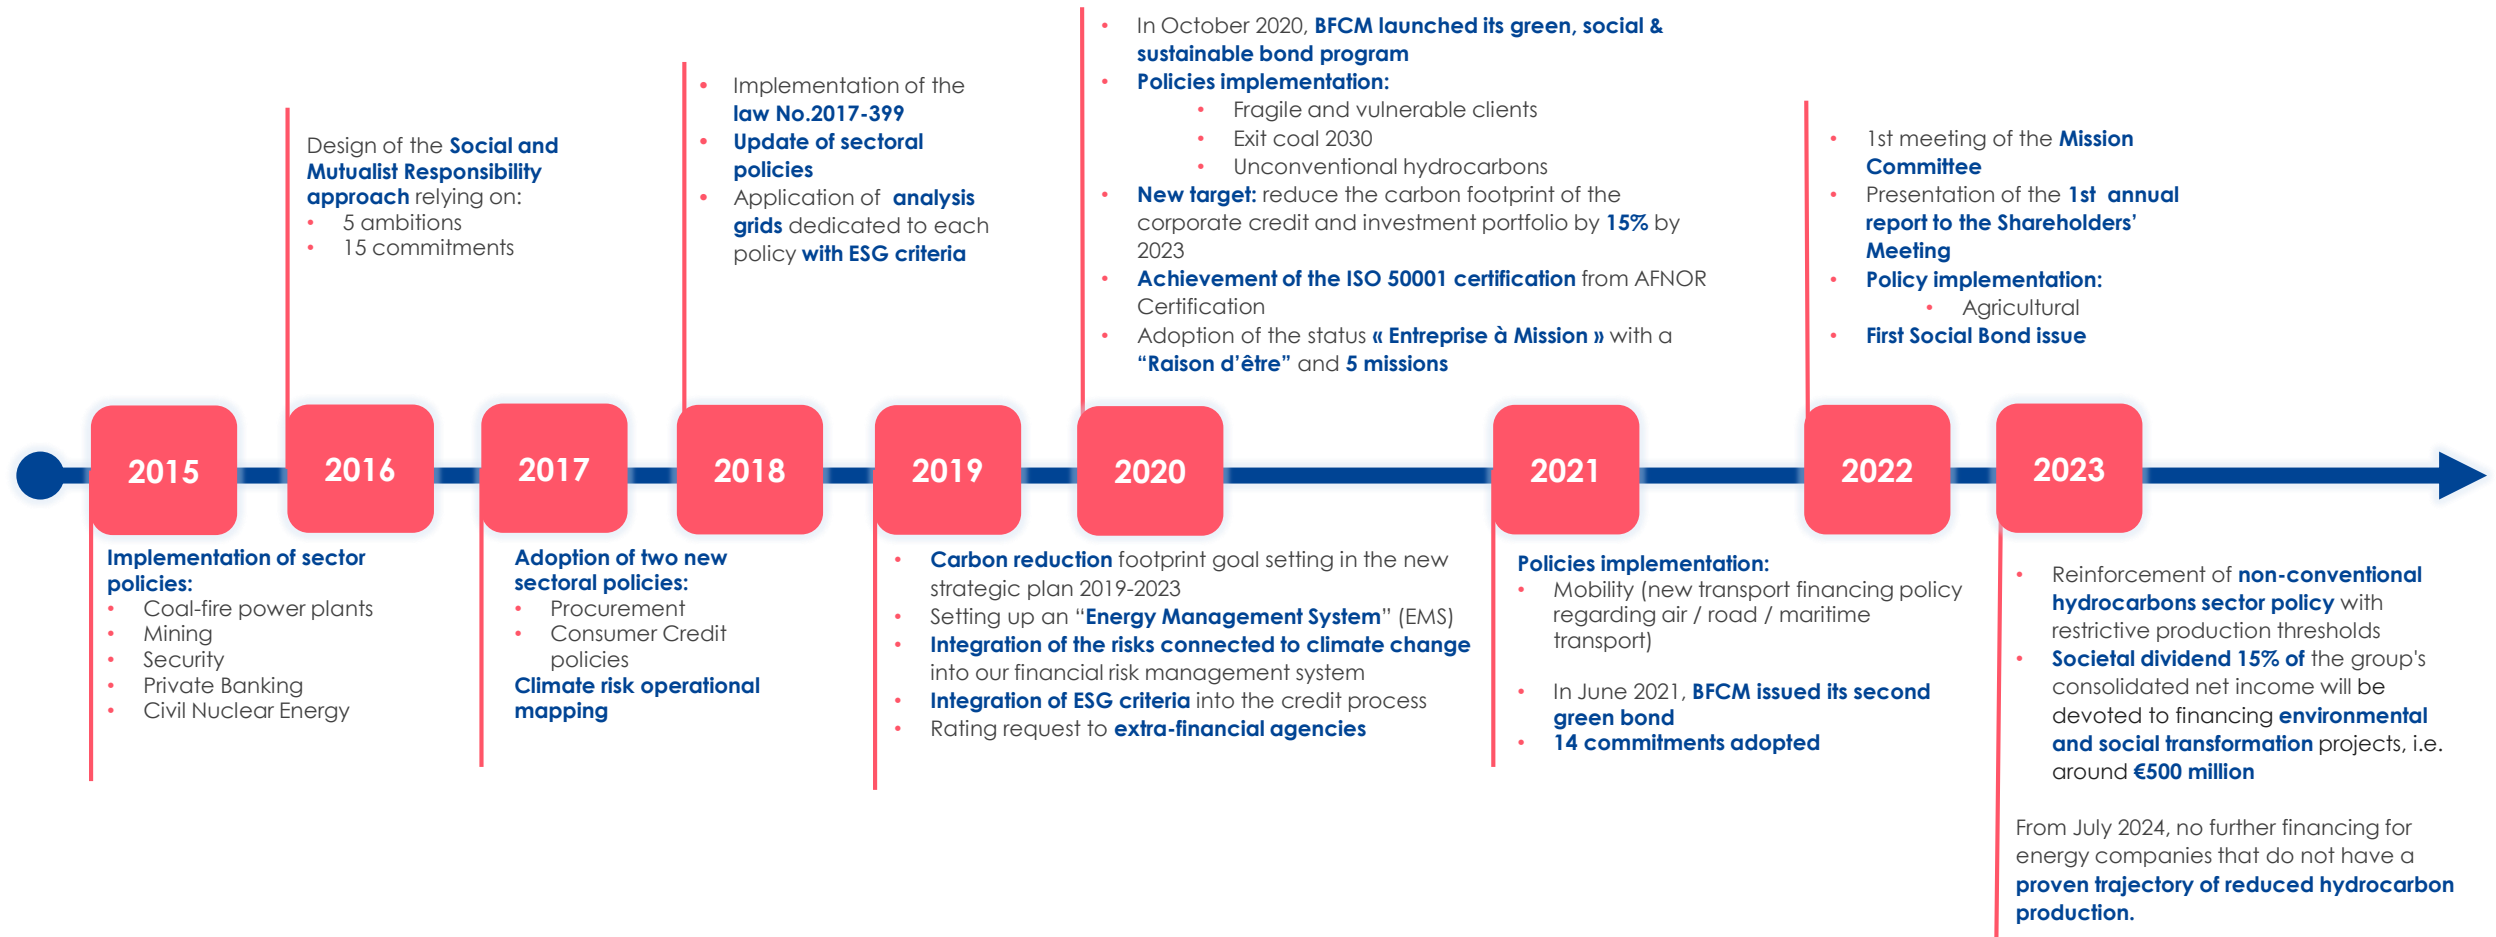 2015
Implementation of sector
policies:
• Coal-fire power plants
• Mining
• Security
• Private Banking
• Civil Nuclear Energy
Design of the Social and
Mutualist Responsibility
approach relying on:
• 5 ambitions
• 15 commitments
2016
2017
Adoption of two new
sectoral policies:
• Procurement
• Consumer Credit
policies
Climate risk operational
mapping
• Implementation of the
law No.2017-399
• Update of sectoral
policies
• Application of analysis
grids dedicated to each
policy with ESG criteria
2018
2019
• Carbon reduction footprint goal setting in the new
strategic plan 2019-2023
• Setting up an “Energy Management System” (EMS)
• Integration of the risks connected to climate change
into our financial risk management system
• Integration of ESG criteria into the credit process
• Rating request to extra-financial agencies
• In October 2020, BFCM launched its green, social &
sustainable bond program
• Policies implementation:
• Fragile and vulnerable clients
• Exit coal 2030
• Unconventional hydrocarbons
• New target: reduce the carbon footprint of the
corporate credit and investment portfolio by 15% by
2023
• Achievement of the ISO 50001 certification from AFNOR
Certification
• Adoption of the status « Entreprise à Mission » with a
“Raison d’être” and 5 missions
2020
2021
Policies implementation:
• Mobility (new transport financing policy
regarding air / road / maritime
transport)
• In June 2021, BFCM issued its second
green bond
• 14 commitments adopted
• 1st meeting of the Mission
Committee
• Presentation of the 1st annual
report to the Shareholders’
Meeting
• Policy implementation:
• Agricultural
• First Social Bond issue
2022
2023
• Reinforcement of non-conventional
hydrocarbons sector policy with
restrictive production thresholds
• Societal dividend 15% of the group's
consolidated net income will be
devoted to financing environmental
and social transformation projects, i.e.
around €500 million
From July 2024, no further financing for
energy companies that do not have a
proven trajectory of reduced hydrocarbon
production.